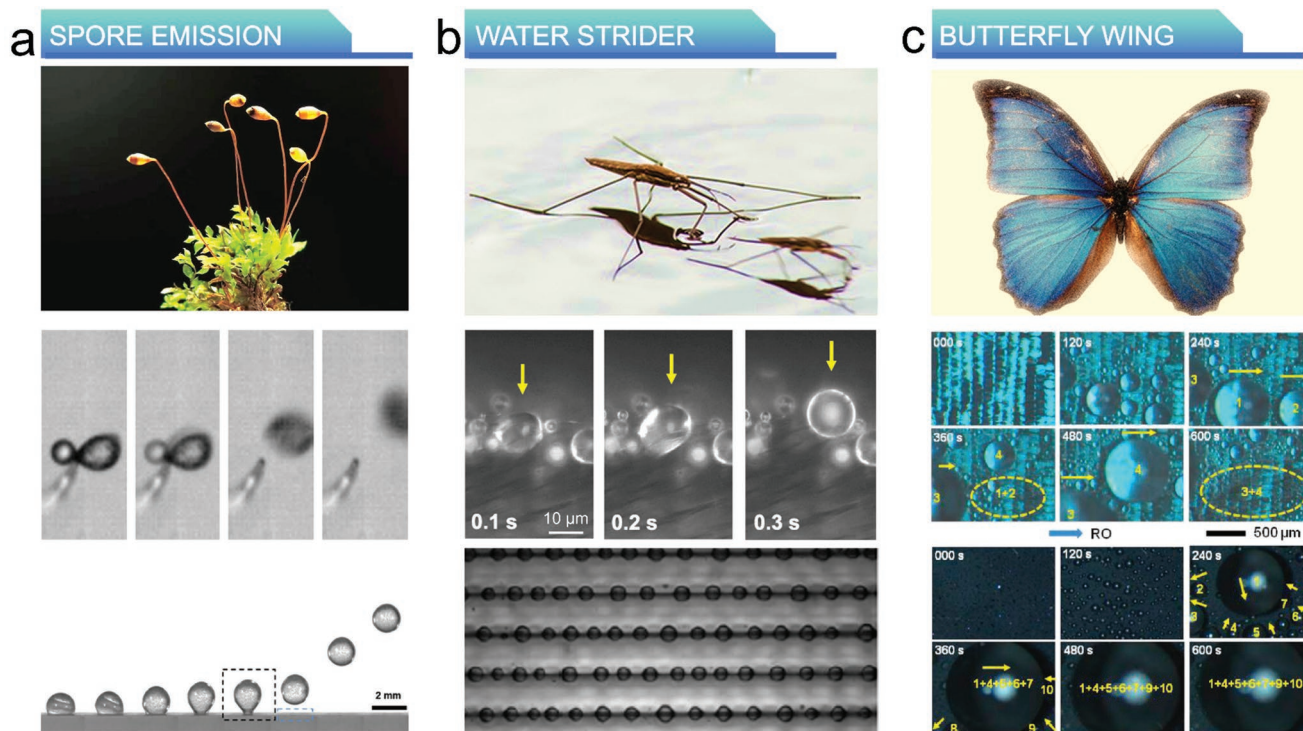 a SPORE EMISSION
b WATER STRIDER
c BUTTERFLY WING
2 mm
0.1 s
10 µm
0.2 s
0.3 s
000 s
120 s
240 s
3
1
2
360 s
480 s
600 s
4
4
3
1+2
3
3+4
RO
500 µm
000 s
120 s
240 s
2
7
3
6
4
5
360 s
480 s
600 s
1+4+5+6+7
10
1+4+5+6+7+9+10
1+4+5+6+7+9+10
8
9